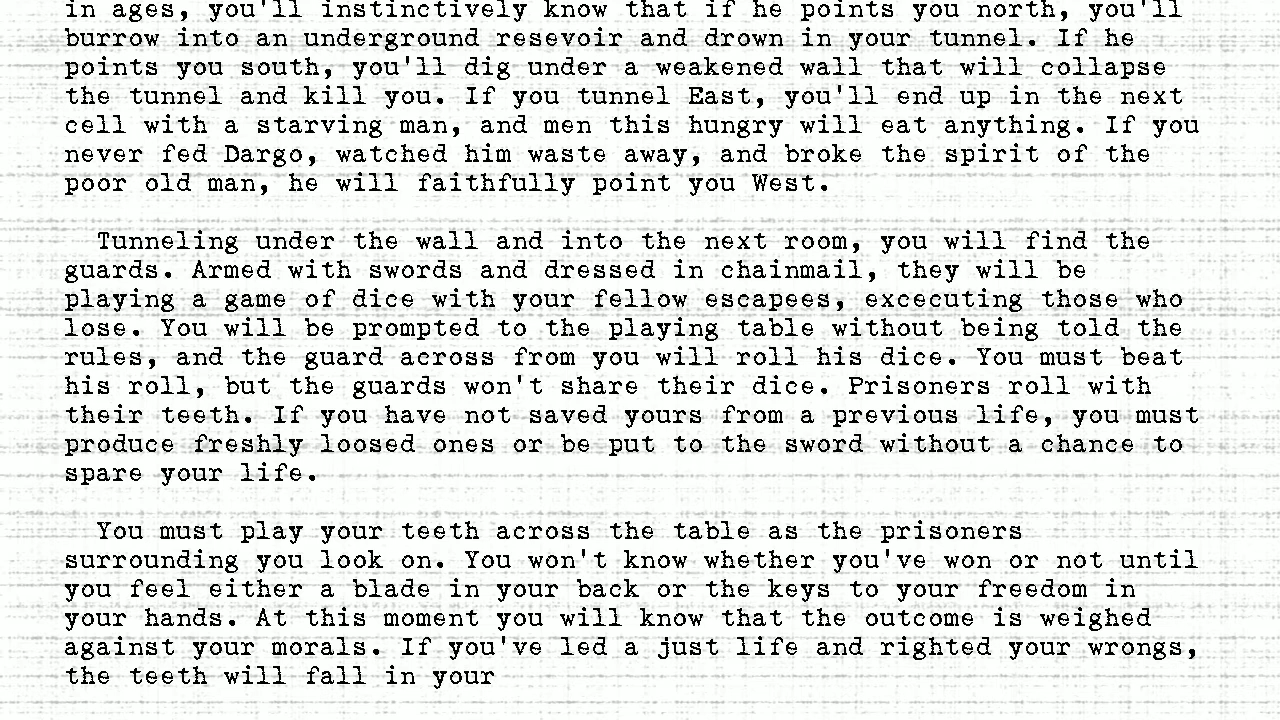 in ages, you'll instinctively know that if he points you north, you'll
burrow into an underground resevoir and drown in your tunnel. If he
points you south, you'll dig under a weakened wall that will collapse
the tunnel and kill you. If you tunnel East, you'll end up in the next
cell with a starving man, and men this hungry will eat anything. If you
never fed Dargo, watched him waste away, and broke the spirit of the
poor old man, he will faithfully point you West.
Tunneling under the wall and into the next room, you will find the
guards. Armed with swords and dressed in chainmail, they will be
playing a game of dice with your fellow escapees, excecuting those who
lose. You will be prompted to the playing table without being told the
rules, and the guard across from you will roll his dice. You must beat
his roll, but the guards won't share their dice. Prisoners roll with
their teeth. If you have not saved yours from a previous life, you must
produce freshly loosed ones or be put to the sword without a chance to
spare your life.
You must play your teeth across the table as the prisoners
surrounding you look on. You won't know whether you've won or not until
you feel either a blade in your back or the keys to your freedom in
your hands. At this moment you will know that the outcome is weighed
against your morals. If you've led a just life and righted your wrongs,
the teeth will fall in your